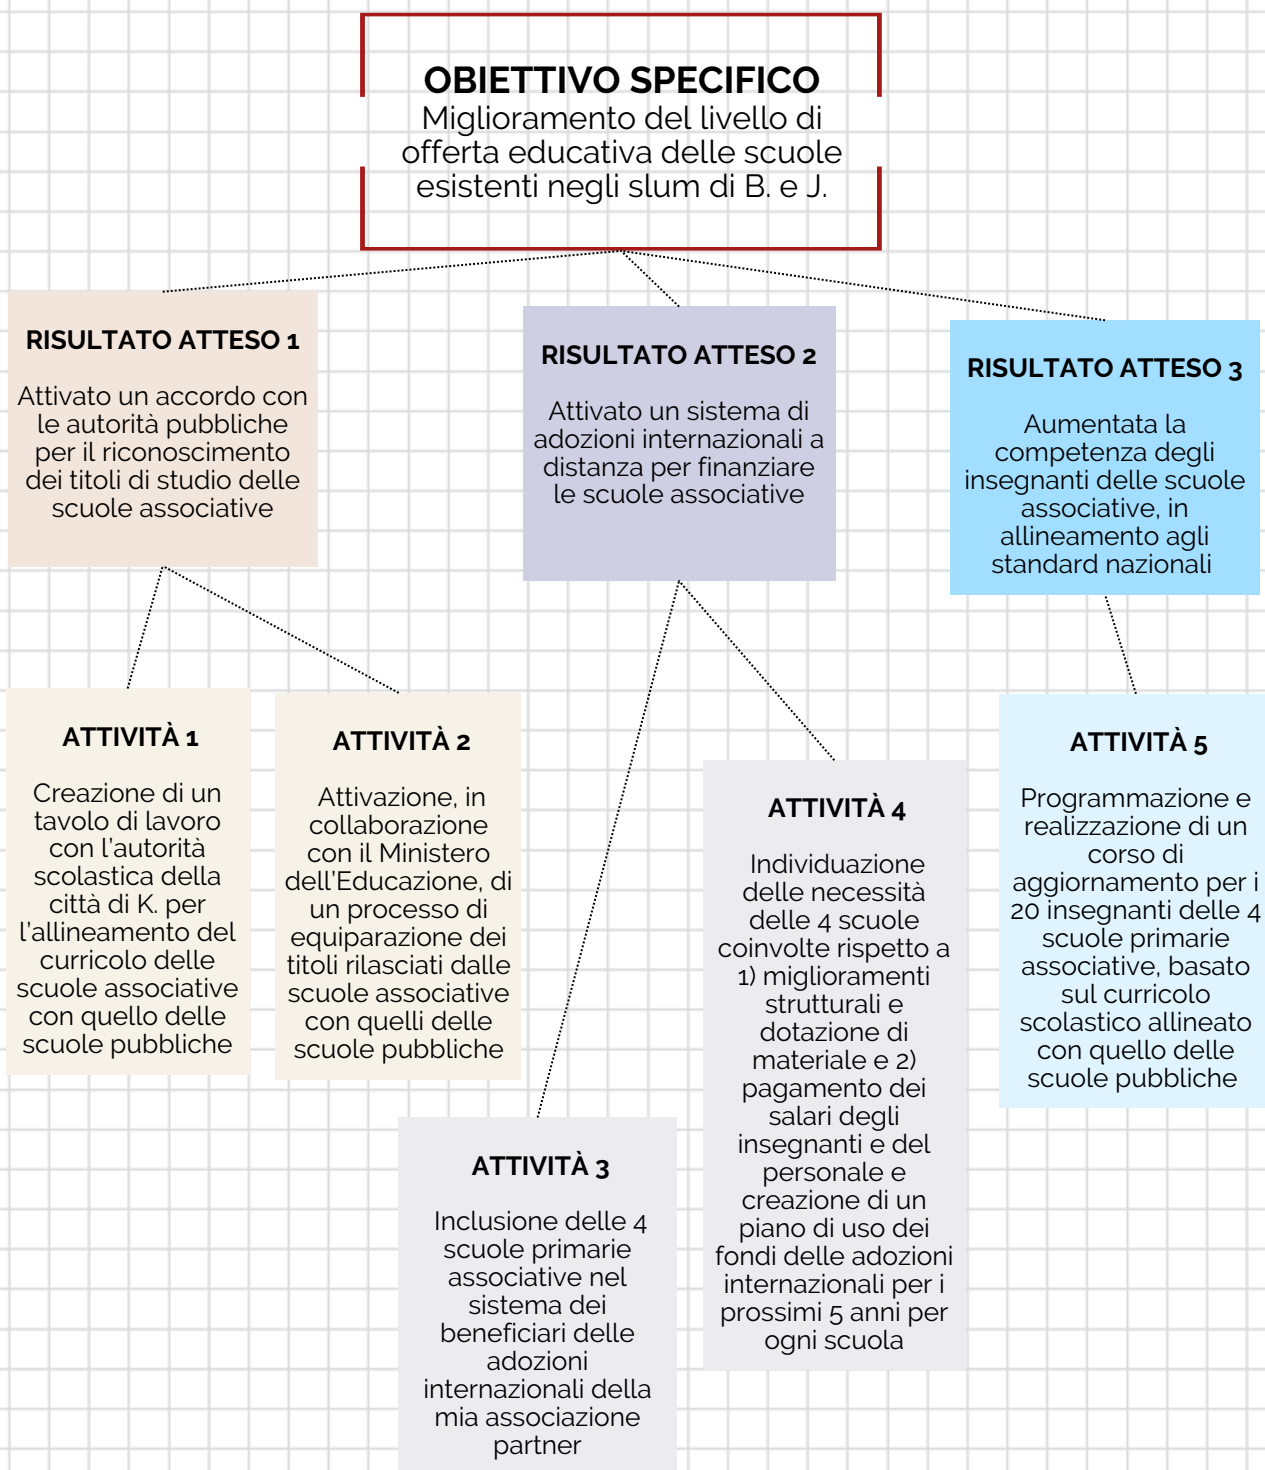 OBIETTIVO SPECIFICO
Miglioramento del livello di
offerta educativa delle scuole
esistenti negli slum di B. e J.
RISULTATO ATTESO 1
Attivato un accordo con
le autorità pubbliche
per il riconoscimento
dei titoli di studio delle
scuole associative
RISULTATO ATTESO 2
Attivato un sistema di
adozioni internazionali a
distanza per finanziare
le scuole associative
RISULTATO ATTESO 3
Aumentata la
competenza degli
insegnanti delle scuole
associative, in
allineamento agli
standard nazionali
ATTIVITÀ 1
Creazione di un
tavolo di lavoro
con l'autorità
scolastica della
città di K. per
l'allineamento del
curricolo delle
scuole associative
con quello delle
scuole pubbliche
ATTIVITÀ 2
Attivazione, in
collaborazione
con il Ministero
dell'Educazione, di
un processo di
equiparazione dei
titoli rilasciati dalle
scuole associative
con quelli delle
scuole pubbliche
ATTIVITÀ 3
Inclusione delle 4
scuole primarie
associative nel
sistema dei
beneficiari delle
adozioni
internazionali della
mia associazione
partner
ATTIVITÀ 4
Individuazione
delle necessità
delle 4 scuole
coinvolte rispetto a
1) miglioramenti
strutturali e
dotazione di
materiale e 2)
pagamento dei
salari degli
insegnanti e del
personale e
creazione di un
piano di uso dei
fondi delle adozioni
internazionali per i
prossimi 5 anni per
ogni scuola
ATTIVITÀ 5
Programmazione e
realizzazione di un
corso di
aggiornamento per i
20 insegnanti delle 4
scuole primarie
associative, basato
sul curricolo
scolastico allineato
con quello delle
scuole pubbliche